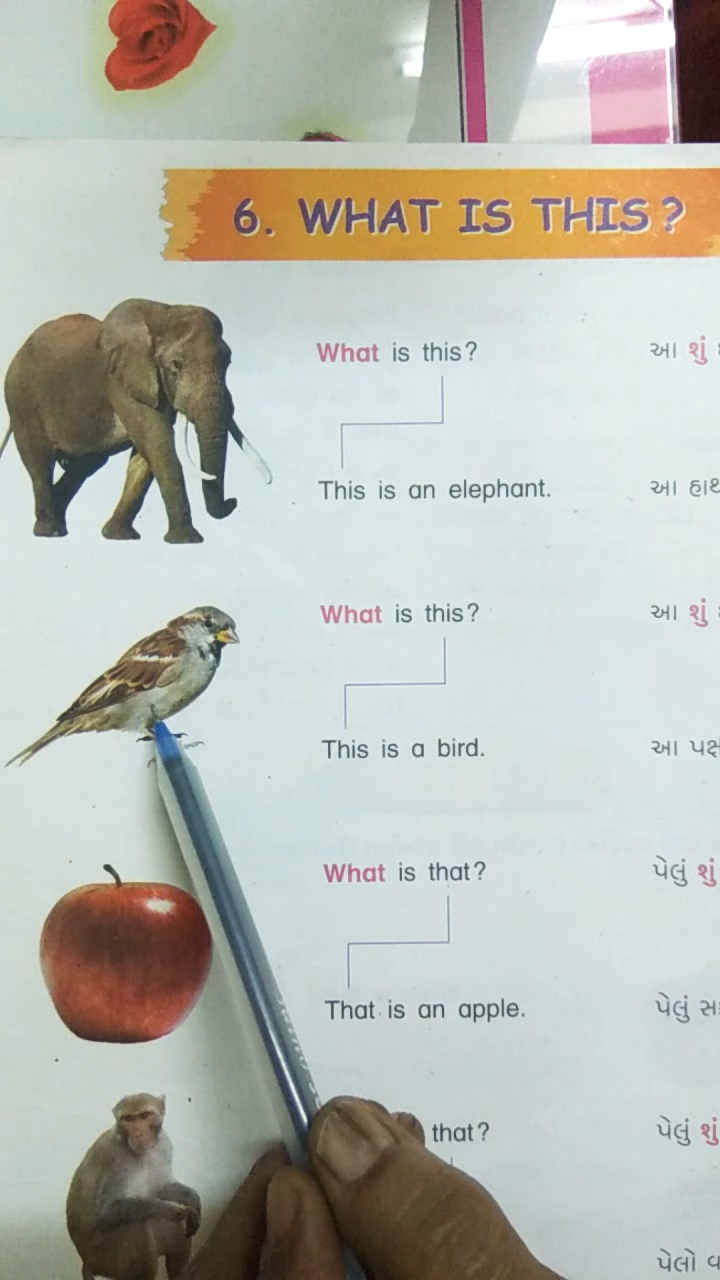 6. WHAT IS THIS?
What is this? આ શું
This is an elephant. આ
What is this? આ શું
This is a bird. આ
What is that? પેલું શું
That is an apple. પેલું
that? પેલું શું
પેલો